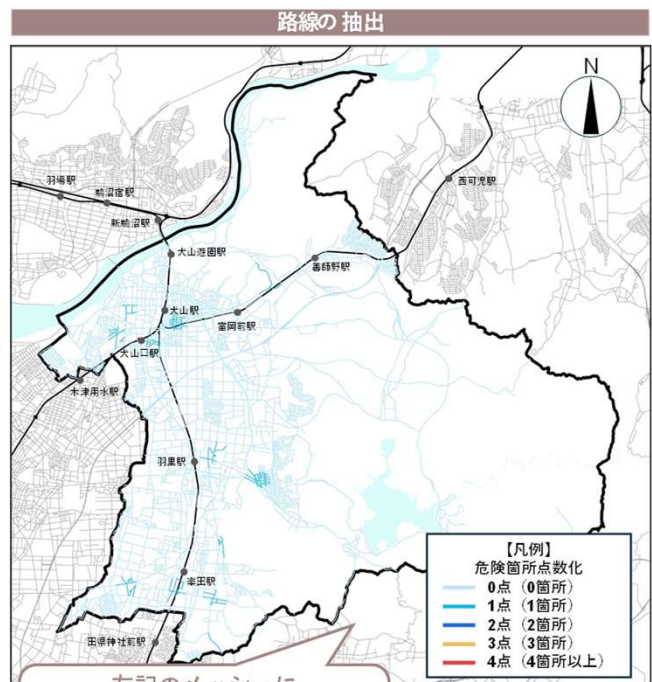 路線の抽出
N
羽場駅
鵜沼宿駅
新鵜沼駅
西可児駅
犬山遊園駅
善師野駅
犬山駅
富岡前駅
犬山口駅
木津用水駅
羽黒駅
楽田駅
田県神社前駅
【凡例】
危険箇所点数化
0点（0箇所）
1点（1箇所）
2点（2箇所）
3点（3箇所）
4点（4箇所以上）